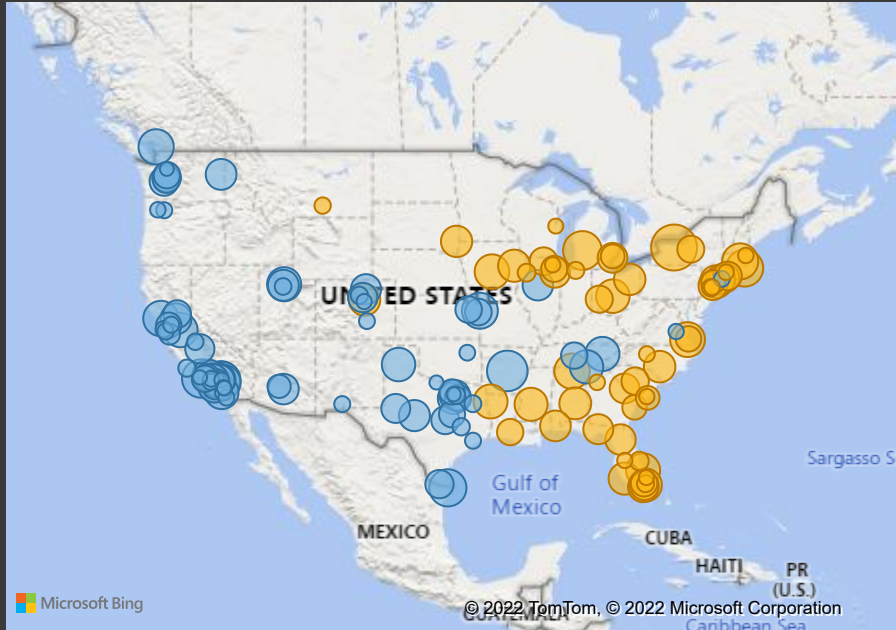 UNITED STATES
Gulf of
Mexico
Sargasso S
MEXICO
CUBA
HAITI
PR
(U.S.)
Microsoft Bing
© 2022 TomTom, © 2022 Microsoft Corporation
GUATEMALA
Caribbean Sea